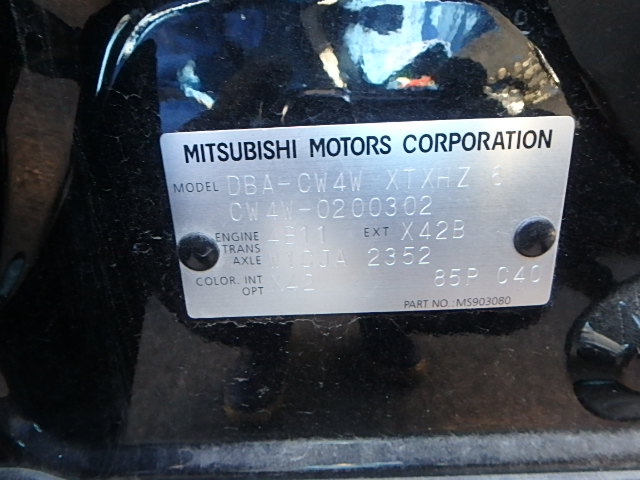 MITSUBISHI MOTORS CORPORATION
MODEL DBA-CW4W XTXHZ 6
CW4W-0200302
ENGINE EXT X42B
TRANS AXLE 2352
COLOR. INT OPT 85P C40
PART NO.: MS903080